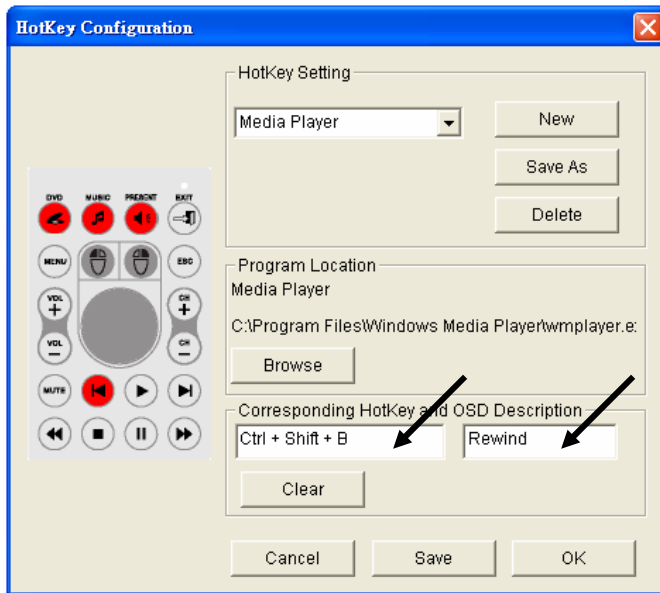 HotKey Configuration
HotKey Setting
Media Player
New
Save As
Delete
DVD MUSIC PRESENT EXIT
MENU ESC
VOL + CH +
VOL − CH −
MUTE
Program Location
Media Player
C:\Program Files\Windows Media Player\wmplayer.e:
Browse
Corresponding HotKey and OSD Description
Ctrl + Shift + B Rewind
Clear
Cancel Save OK